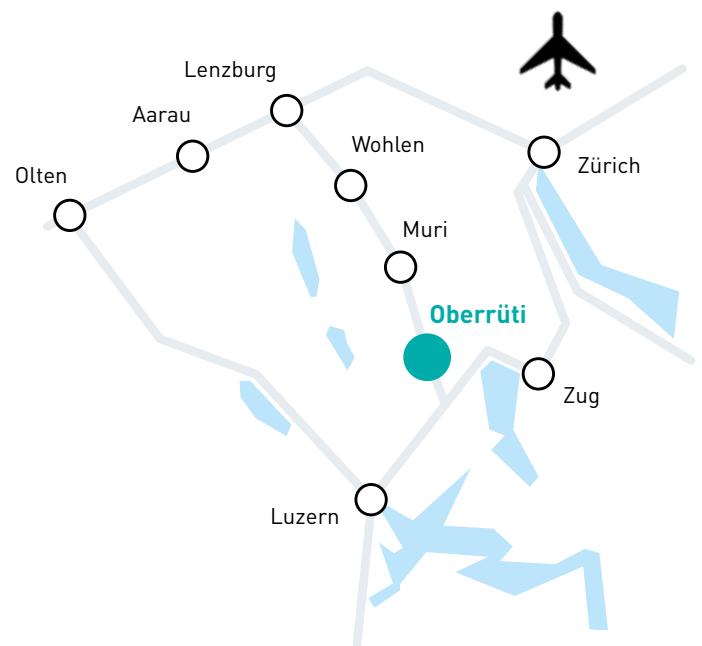 Lenzburg
Aarau
Wohlen
Zürich
Olten
Muri
Oberrüti
Zug
Luzern